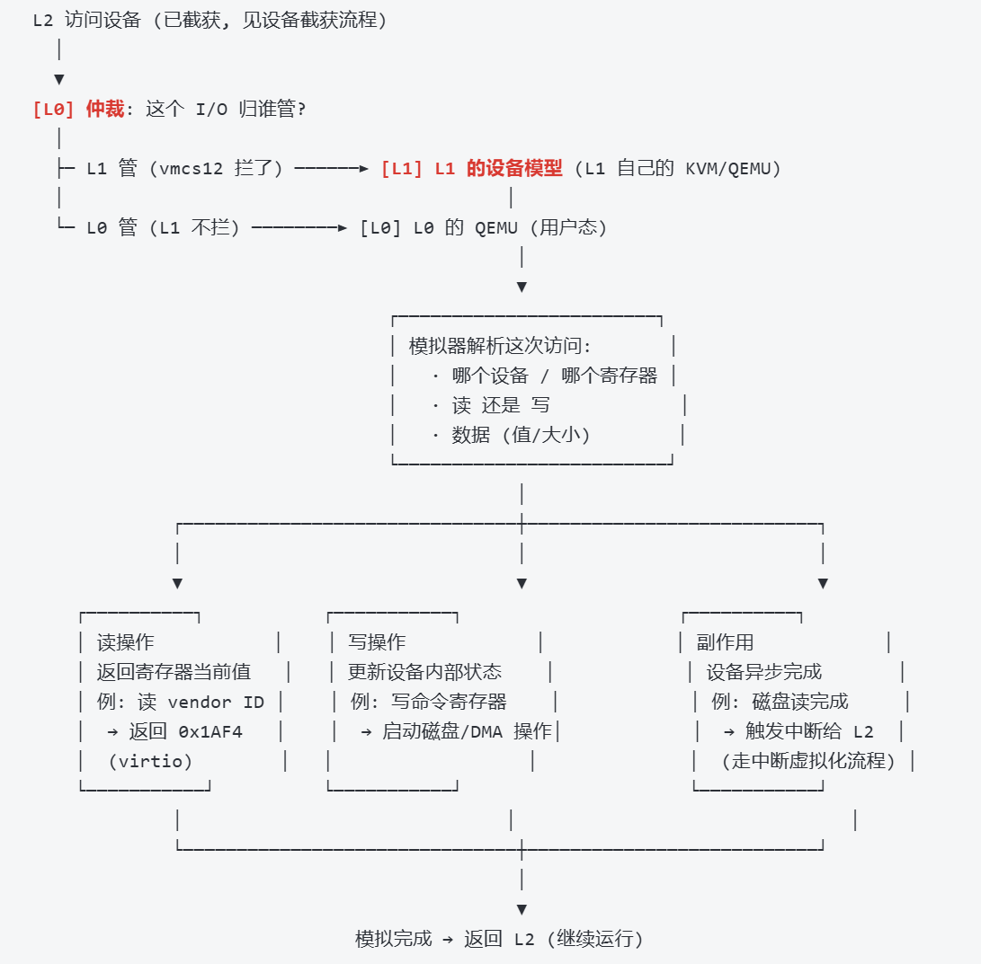 L2 访问设备 (已截获, 见设备截获流程)
[L0] 仲裁: 这个 I/O 归谁管?
L1 管 (vmcs12 拦了) ──────► [L1] L1 的设备模型 (L1 自己的 KVM/QEMU)
L0 管 (L1 不拦) ────────► [L0] L0 的 QEMU (用户态)
模拟器解析这次访问:
· 哪个设备 / 哪个寄存器
· 读 还是 写
· 数据 (值/大小)
读操作
返回寄存器当前值
例: 读 vendor ID
→ 返回 0x1AF4
(virtio)
写操作
更新设备内部状态
例: 写命令寄存器
→ 启动磁盘/DMA 操作
副作用
设备异步完成
例: 磁盘读完成
→ 触发中断给 L2
(走中断虚拟化流程)
模拟完成 → 返回 L2 (继续运行)